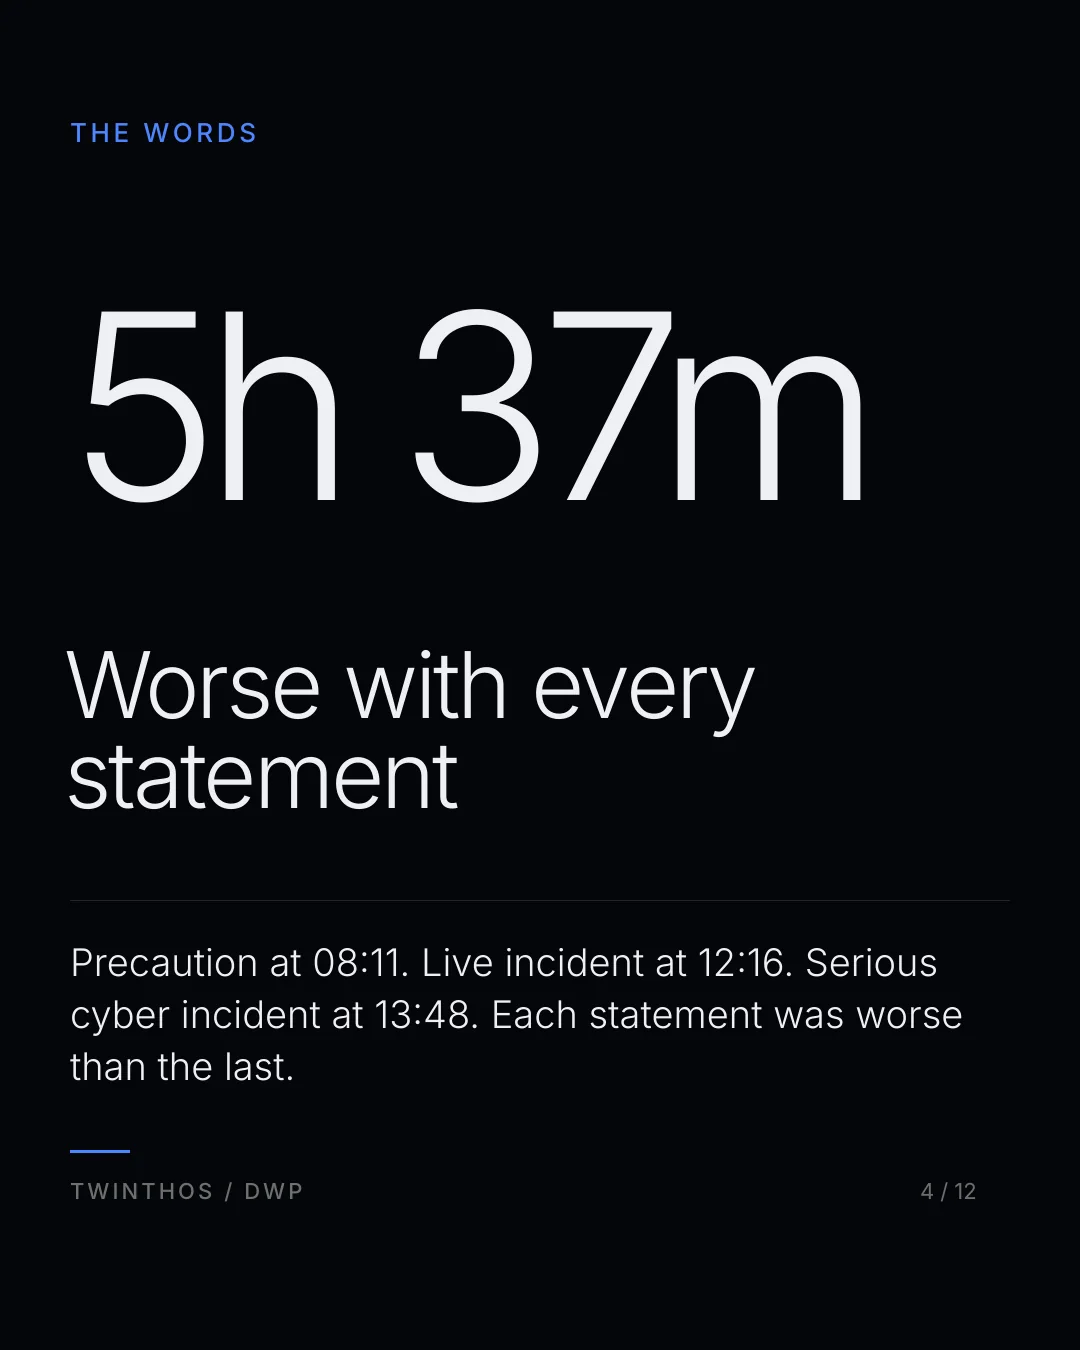 THE WORDS
5h 37m
Worse with every
statement
Precaution at 08:11. Live incident at 12:16. Serious
cyber incident at 13:48. Each statement was worse
than the last.
TWINTHOS / DWP
4 / 12